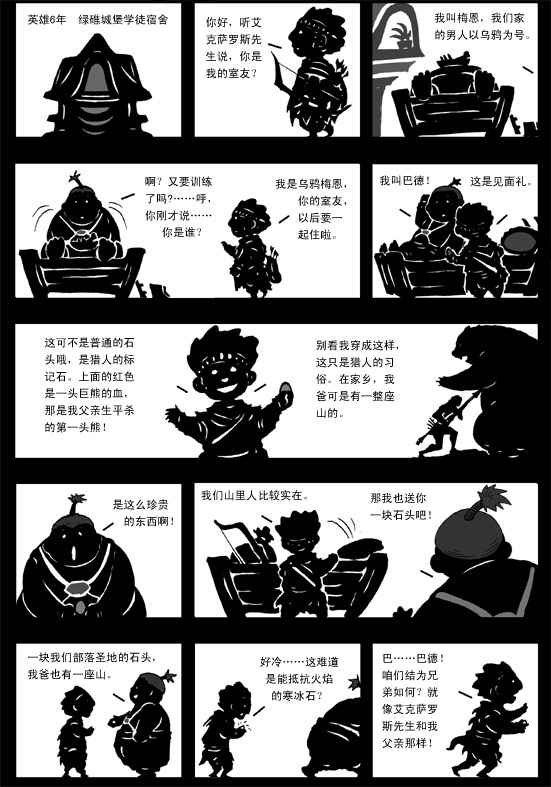 英雄6年　绿礁城堡学徒宿舍
你好，听艾
克萨罗斯先
生说，你是
我的室友？
我叫梅恩，我们家
的男人以乌鸦为号。
啊？又要训练
了吗?……呼，
你刚才说……
你是谁？
我是乌鸦梅恩，
你的室友，
以后要一
起住啦。
我叫巴德！
这是见面礼。
这可不是普通的石
头哦，是猎人的标
记石。上面的红色
是一头巨熊的血，
那是我父亲生平杀
的第一头熊！
别看我穿成这样，
这只是猎人的习
俗。在家乡，我
爸可是有一整座
山的。
是这么珍贵
的东西啊！
我们山里人比较实在。
那我也送你
一块石头吧！
一块我们部落圣地的石头，
我爸也有一座山。
好冷……这难道
是能抵抗火焰
的寒冰石？
巴……巴德！
咱们结为兄
弟如何？就
像艾克萨罗
斯先生和我
父亲那样！